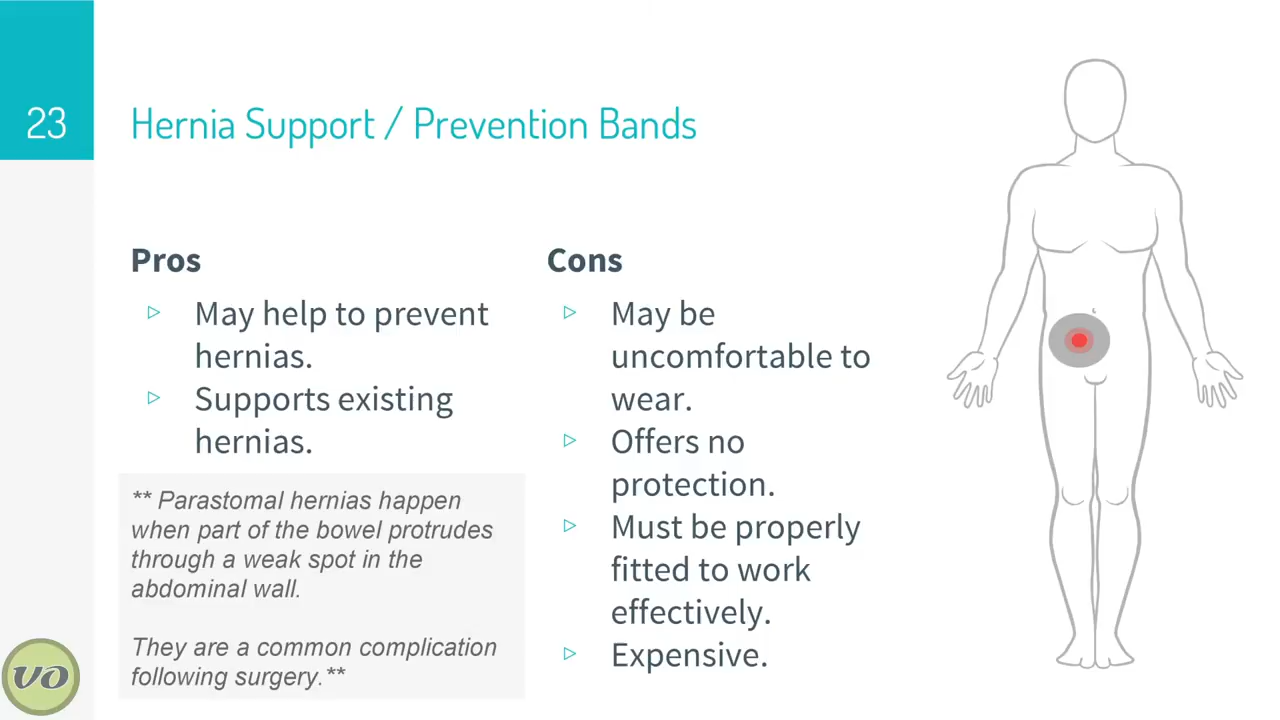 23
Hernia Support / Prevention Bands
Pros
▹ May help to prevent
hernias.
▹ Supports existing
hernias.
** Parastomal hernias happen
when part of the bowel protrudes
through a weak spot in the
abdominal wall.
They are a common complication
following surgery.**
Cons
▹ May be
uncomfortable to
wear.
▹ Offers no
protection.
▹ Must be properly
fitted to work
effectively.
▹ Expensive.
VO